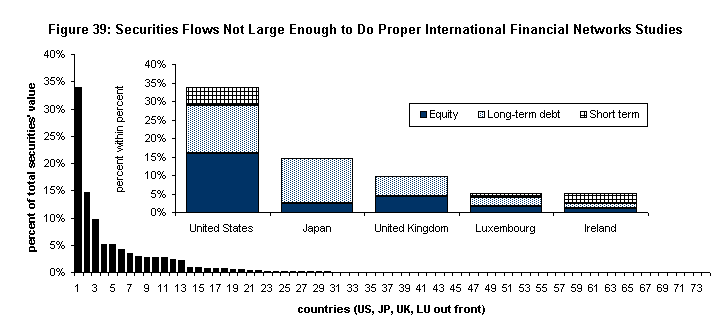 Figure 39: Securities Flows Not Large Enough to Do Proper International Financial Networks Studies
percent of total securities' value
40%
35%
30%
25%
20%
15%
10%
5%
0%
percent within percent
40%
35%
30%
25%
20%
15%
10%
5%
0%
Equity Long-term debt Short term
United States Japan United Kingdom Luxembourg Ireland
1 3 5 7 9 11 13 15 17 19 21 23 25 27 29 31 33 35 37 39 41 43 45 47 49 51 53 55 57 59 61 63 65 67 69 71 73
countries (US, JP, UK, LU out front)